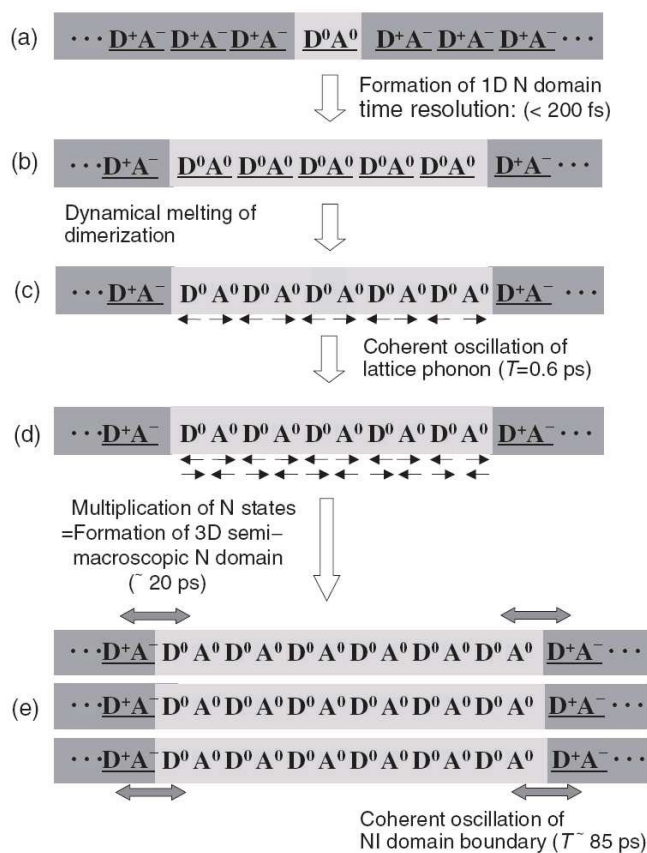 (a) ··· D⁺A⁻ D⁺A⁻ D⁺A⁻ D⁰A⁰ D⁺A⁻ D⁺A⁻ D⁺A⁻ ···
Formation of 1D N domain
time resolution: (< 200 fs)
(b) ··· D⁺A⁻ D⁰A⁰ D⁰A⁰ D⁰A⁰ D⁰A⁰ D⁰A⁰ D⁺A⁻ ···
Dynamical melting of
dimerization
(c) ··· D⁺A⁻ D⁰ A⁰ D⁰ A⁰ D⁰ A⁰ D⁰ A⁰ D⁰ A⁰ D⁺A⁻ ···
Coherent oscillation of
lattice phonon (T=0.6 ps)
(d) ··· D⁺A⁻ D⁰ A⁰ D⁰ A⁰ D⁰ A⁰ D⁰ A⁰ D⁰ A⁰ D⁺A⁻ ···
Multiplication of N states
=Formation of 3D semi−
macroscopic N domain
(~ 20 ps)
··· D⁺A⁻ D⁰ A⁰ D⁰ A⁰ D⁰ A⁰ D⁰ A⁰ D⁰ A⁰ D⁰ A⁰ D⁺A⁻ ···
(e) ··· D⁺A⁻ D⁰ A⁰ D⁰ A⁰ D⁰ A⁰ D⁰ A⁰ D⁰ A⁰ D⁰ A⁰ D⁺A⁻ ···
··· D⁺A⁻ D⁰ A⁰ D⁰ A⁰ D⁰ A⁰ D⁰ A⁰ D⁰ A⁰ D⁰ A⁰ D⁺A⁻ ···
Coherent oscillation of
NI domain boundary (T ~ 85 ps)